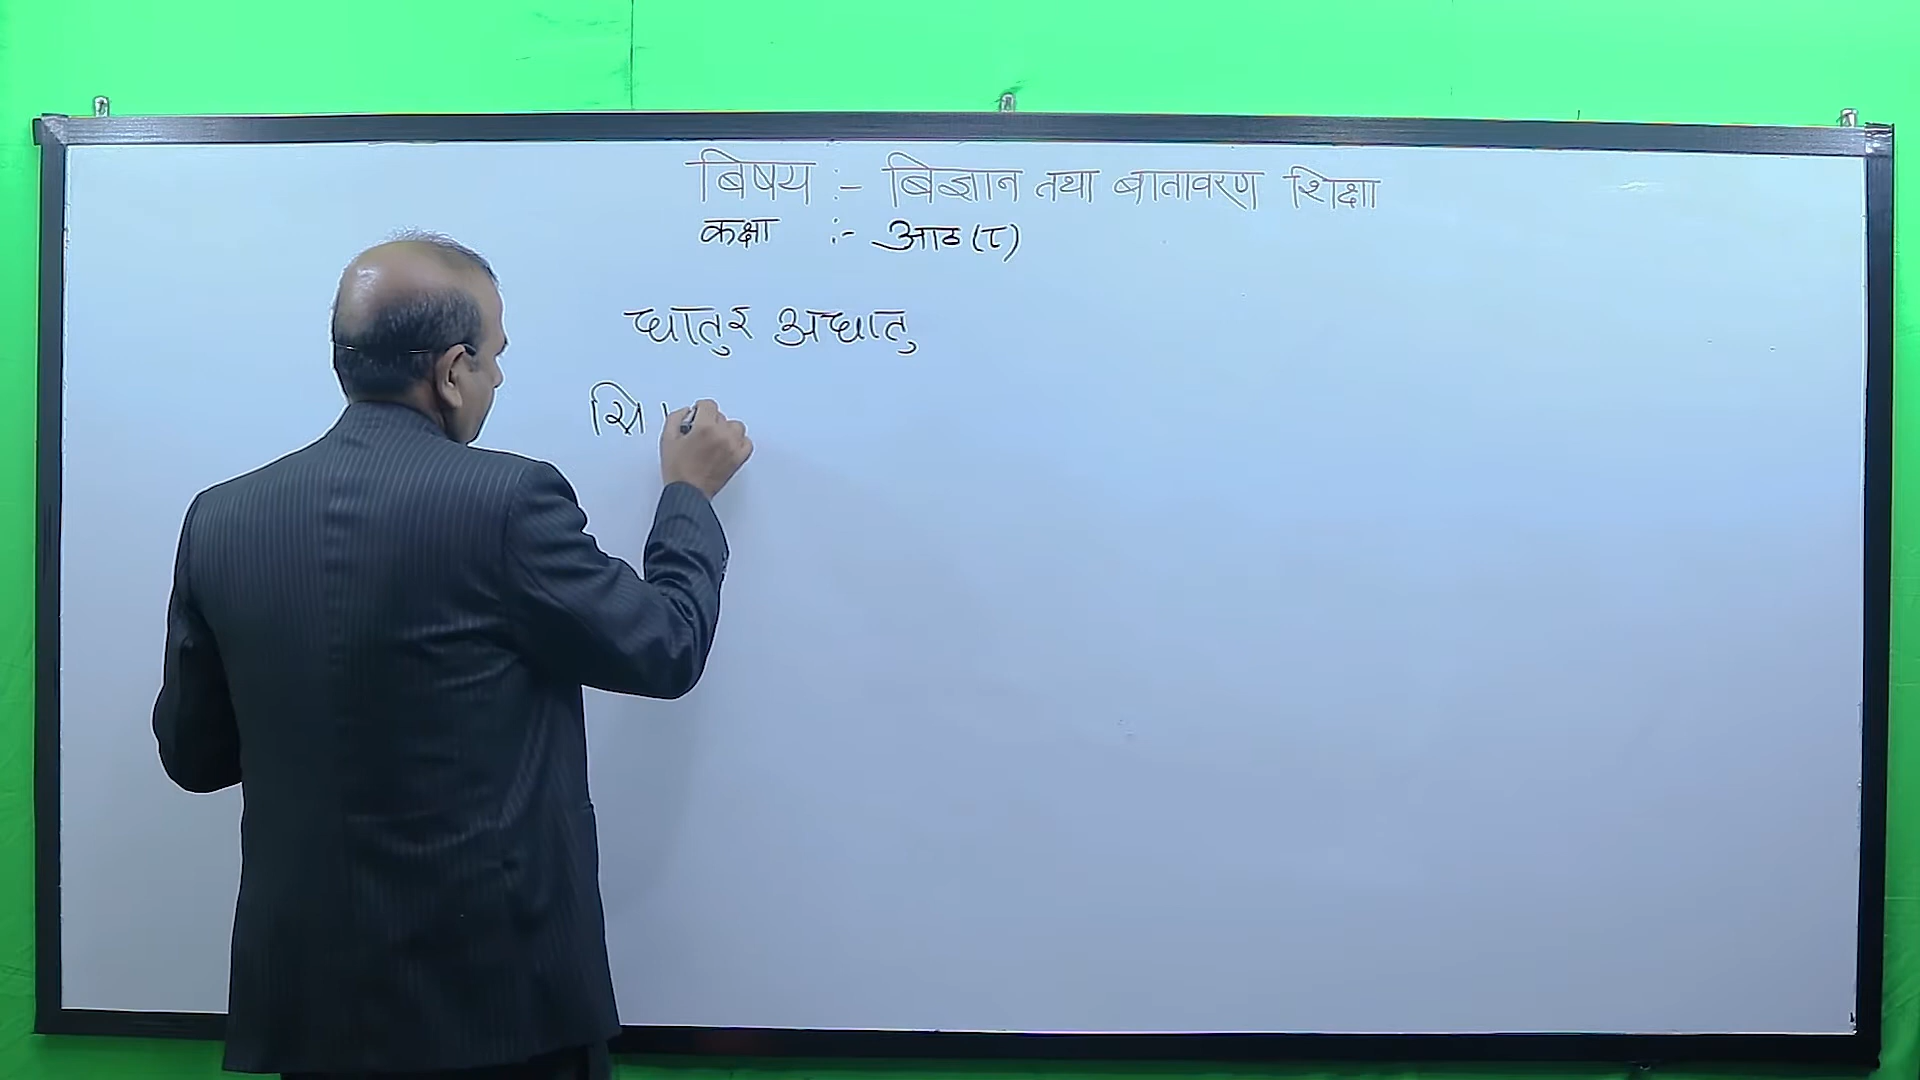 बिषय :- बिज्ञान तथा बातावरण शिक्षा
कक्षा :- आठ (८)
धातुर अधातु
सि